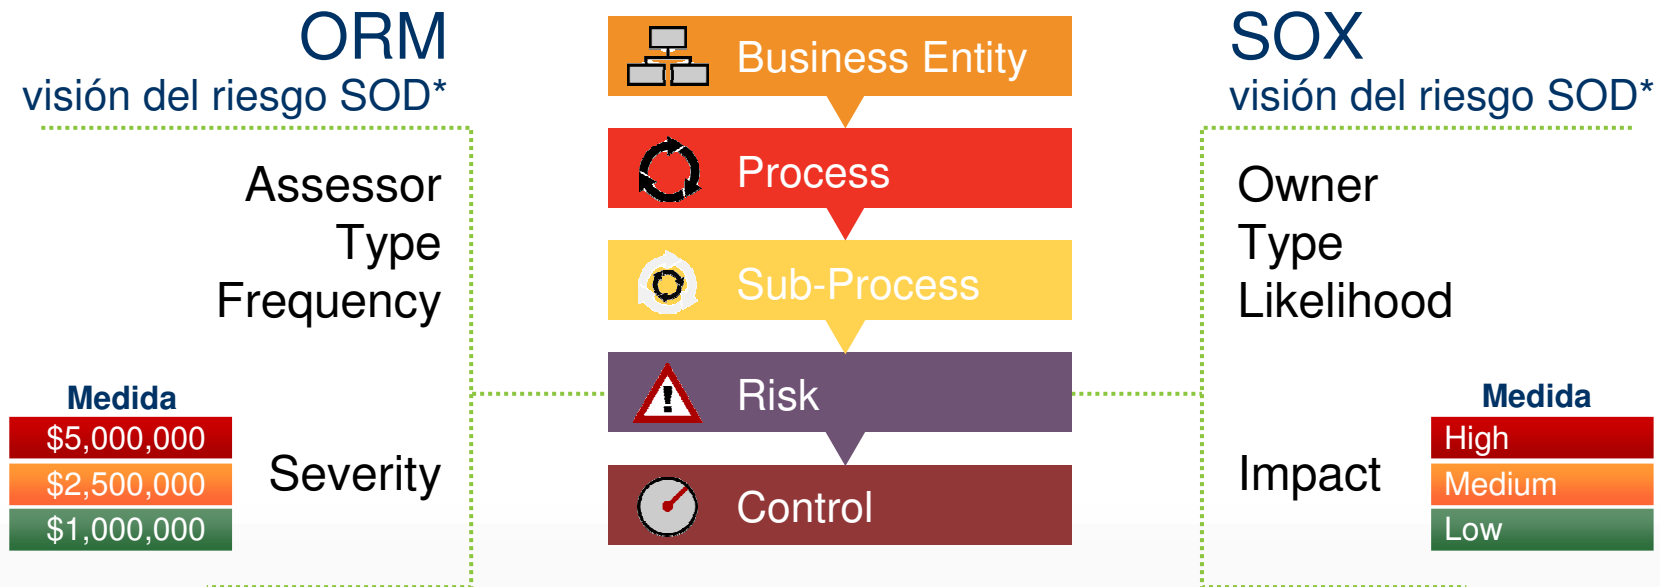 ORM
visión del riesgo SOD*
Assessor
Type
Frequency
Medida
$5,000,000
$2,500,000
$1,000,000
Severity
Business Entity
Process
Sub-Process
Risk
Control
SOX
visión del riesgo SOD*
Owner
Type
Likelihood
Impact
Medida
High
Medium
Low